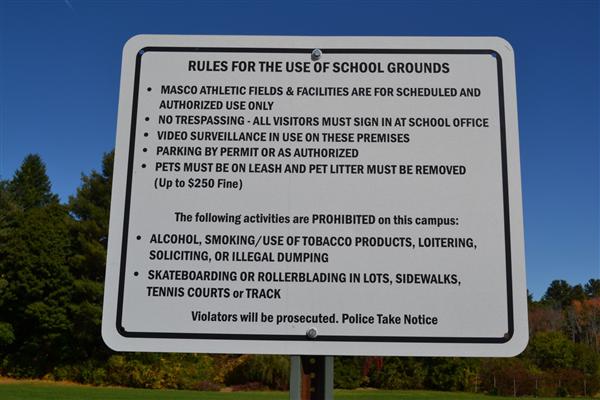 RULES FOR THE USE OF SCHOOL GROUNDS
• MASCO ATHLETIC FIELDS & FACILITIES ARE FOR SCHEDULED AND
AUTHORIZED USE ONLY
• NO TRESPASSING - ALL VISITORS MUST SIGN IN AT SCHOOL OFFICE
• VIDEO SURVEILLANCE IN USE ON THESE PREMISES
• PARKING BY PERMIT OR AS AUTHORIZED
• PETS MUST BE ON LEASH AND PET LITTER MUST BE REMOVED
(Up to $250 Fine)
The following activities are PROHIBITED on this campus:
• ALCOHOL, SMOKING/USE OF TOBACCO PRODUCTS, LOITERING,
SOLICITING, OR ILLEGAL DUMPING
• SKATEBOARDING OR ROLLERBLADING IN LOTS, SIDEWALKS,
TENNIS COURTS or TRACK
Violators will be prosecuted. Police Take Notice